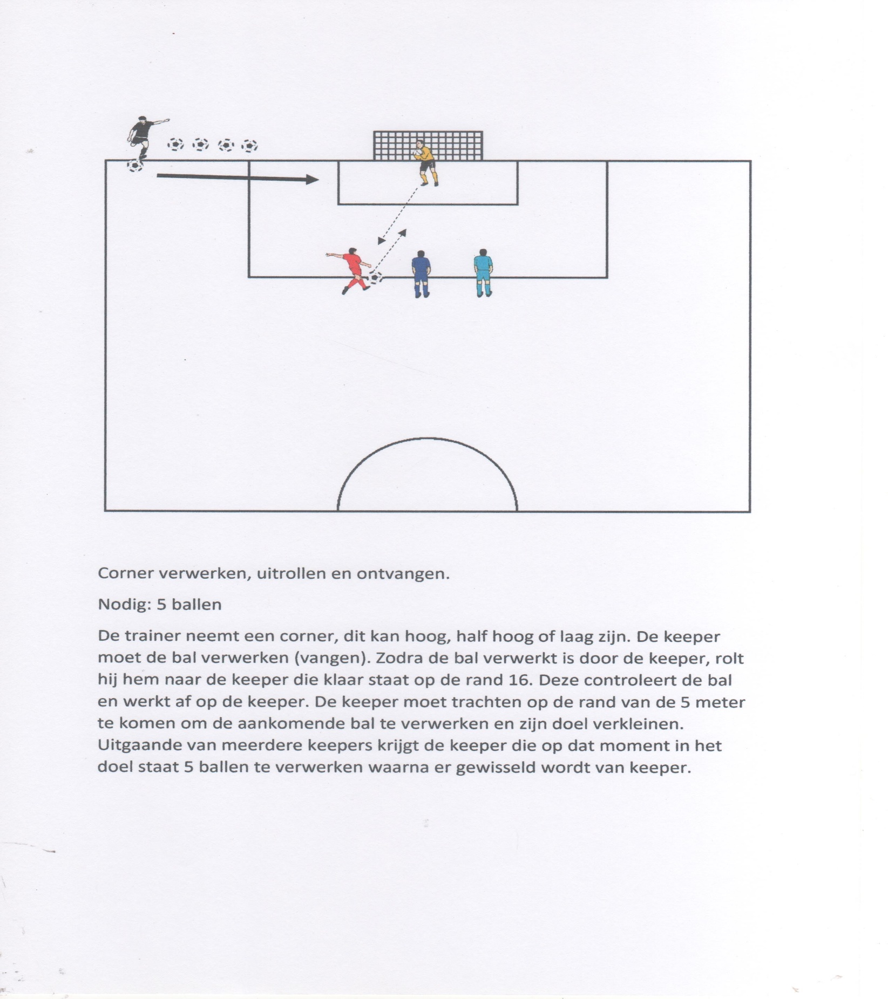 Corner verwerken, uitrollen en ontvangen.
Nodig: 5 ballen
De trainer neemt een corner, dit kan hoog, half hoog of laag zijn. De keeper
moet de bal verwerken (vangen). Zodra de bal verwerkt is door de keeper, rolt
hij hem naar de keeper die klaar staat op de rand 16. Deze controleert de bal
en werkt af op de keeper. De keeper moet trachten op de rand van de 5 meter
te komen om de aankomende bal te verwerken en zijn doel verkleinen.
Uitgaande van meerdere keepers krijgt de keeper die op dat moment in het
doel staat 5 ballen te verwerken waarna er gewisseld wordt van keeper.